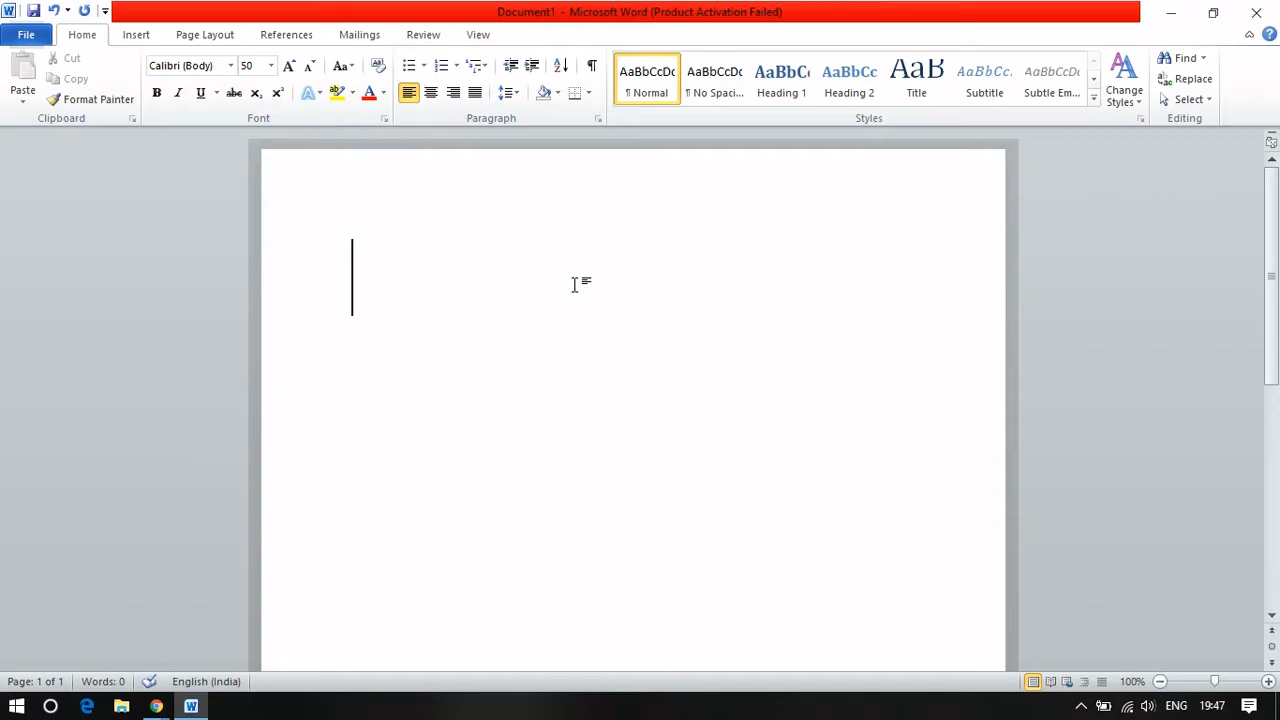 Document1 - Microsoft Word (Product Activation Failed)
File Home Insert Page Layout References Mailings Review View
Paste
Cut
Copy
Format Painter
Clipboard
Calibri (Body) 50
Font
Paragraph
AaBbCcDc
¶ Normal
AaBbCcDc
¶ No Spaci...
AaBbC
Heading 1
AaBbCc
Heading 2
AaB
Title
AaBbCc.
Subtitle
AaBbCcDc
Subtle Em...
Change
Styles
Styles
Find
Replace
Select
Editing
Page: 1 of 1 Words: 0 English (India) 100%
ENG 19:47